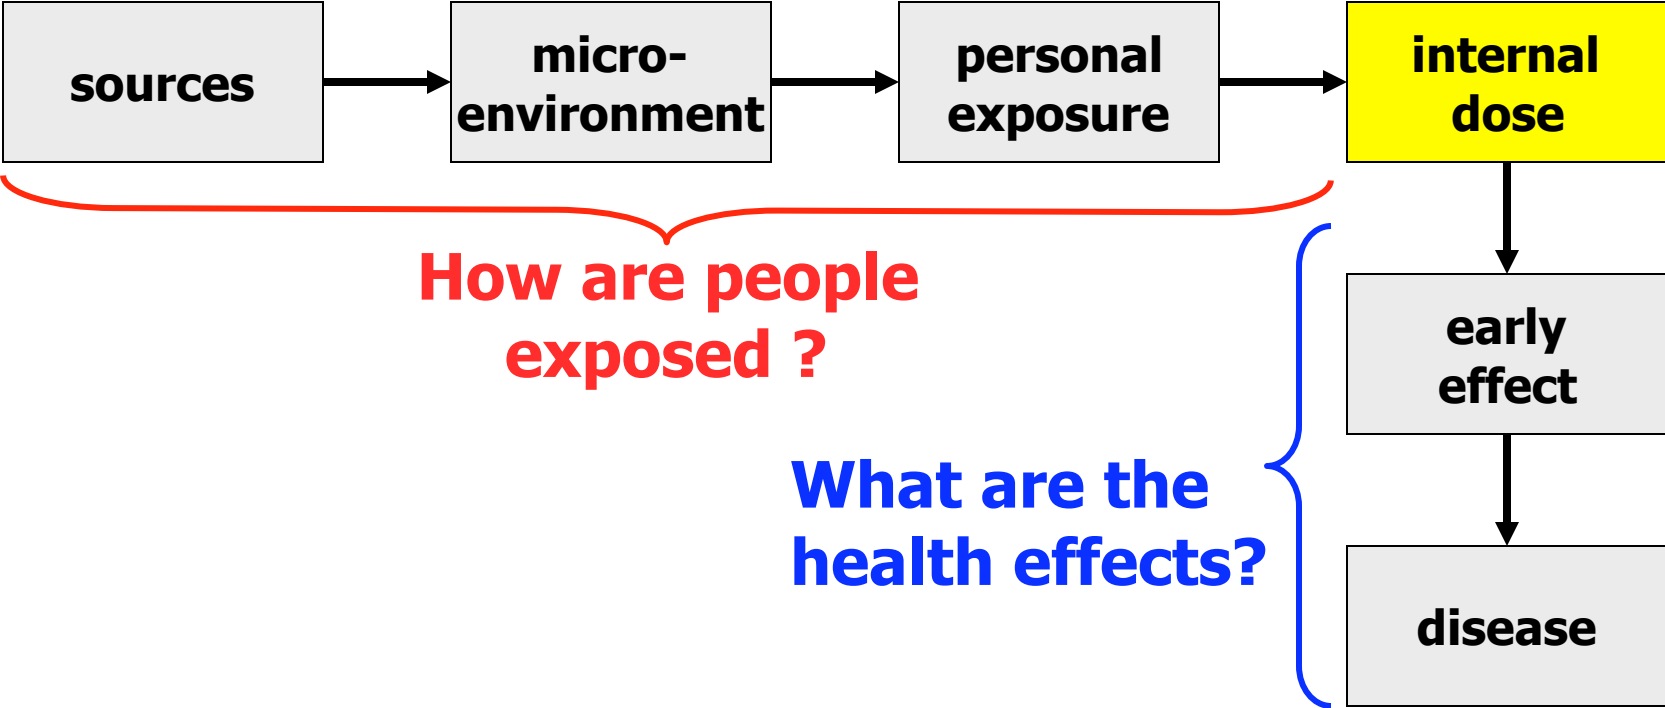 sources
micro-
environment
personal
exposure
internal
dose
How are people
exposed ?
early
effect
What are the
health effects?
disease